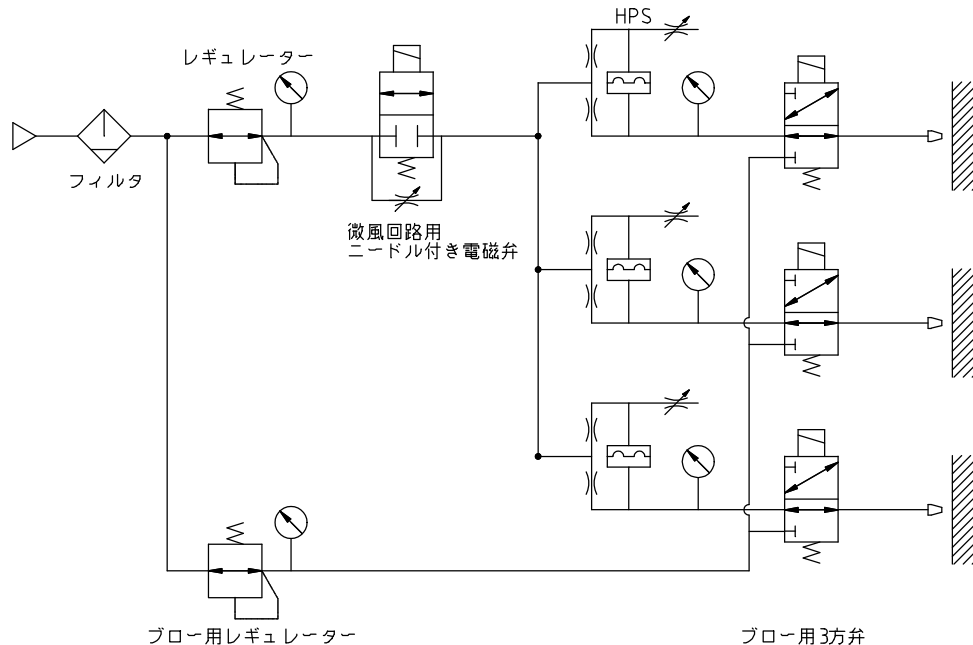 HPS
レギュレーター
フィルタ
微風回路用
ニードル付き電磁弁
ブロー用レギュレーター
ブロー用3方弁